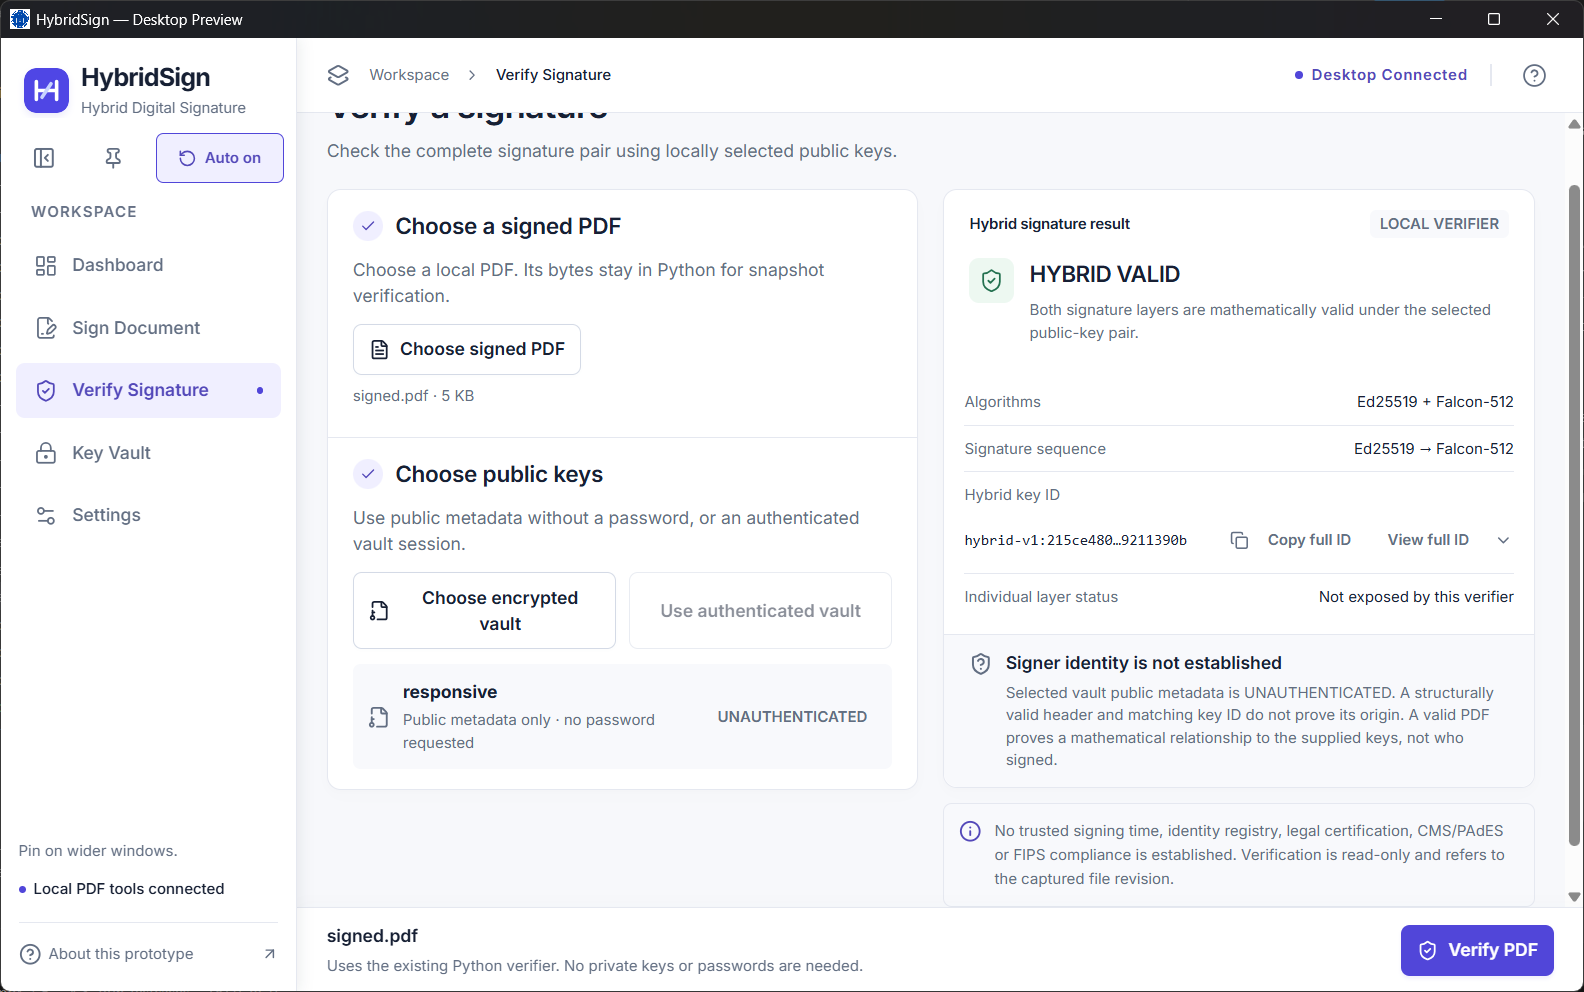 HybridSign — Desktop Preview
HybridSign
Hybrid Digital Signature
Auto on
WORKSPACE
Dashboard
Sign Document
Verify Signature
Key Vault
Settings
Pin on wider windows.
Local PDF tools connected
About this prototype
Workspace
Verify Signature
Desktop Connected
Verify a signature
Check the complete signature pair using locally selected public keys.
Choose a signed PDF
Choose a local PDF. Its bytes stay in Python for snapshot
verification.
Choose signed PDF
signed.pdf · 5 KB
Choose public keys
Use public metadata without a password, or an authenticated
vault session.
Choose encrypted
vault
Use authenticated vault
responsive
Public metadata only · no password
requested
UNAUTHENTICATED
Hybrid signature result
LOCAL VERIFIER
HYBRID VALID
Both signature layers are mathematically valid under the selected
public-key pair.
Algorithms
Ed25519 + Falcon-512
Signature sequence
Ed25519 → Falcon-512
Hybrid key ID
hybrid-v1:215ce480…9211390b
Copy full ID
View full ID
Individual layer status
Not exposed by this verifier
Signer identity is not established
Selected vault public metadata is UNAUTHENTICATED. A structurally
valid header and matching key ID do not prove its origin. A valid PDF
proves a mathematical relationship to the supplied keys, not who
signed.
No trusted signing time, identity registry, legal certification, CMS/PAdES
or FIPS compliance is established. Verification is read-only and refers to
the captured file revision.
signed.pdf
Uses the existing Python verifier. No private keys or passwords are needed.
Verify PDF